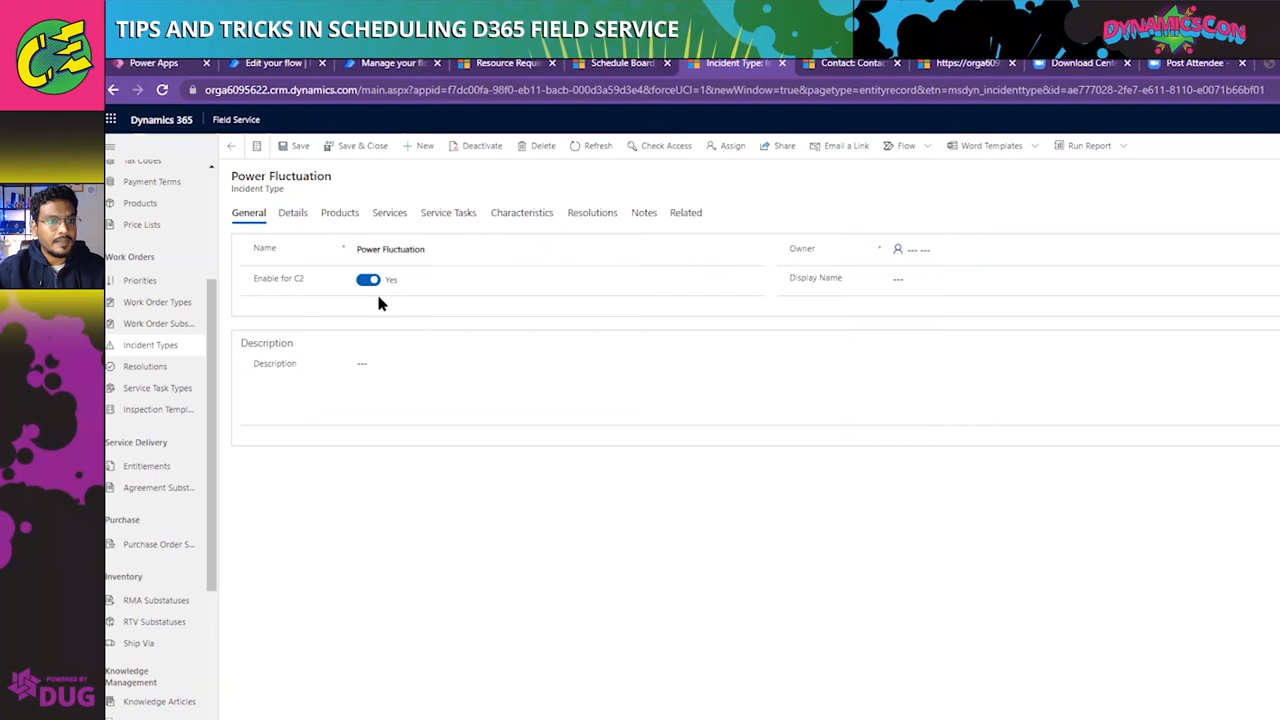 TIPS AND TRICKS IN SCHEDULING D365 FIELD SERVICE
DYNAMICSCON
CE
Power Apps
Edit your flow |
Manage your fl
Resource Requi
Schedule Board
Incident Type: I
Contact: Contac
https://orga609
Download Cent
Post Attendee -
orga6095622.crm.dynamics.com/main.aspx?appid=f7dc00fa-98f0-eb11-bacb-000d3a59d3e4&forceUCI=1&newWindow=true&pagetype=entityrecord&etn=msdyn_incidenttype&id=ae777028-2fe7-e611-8110-e0071b66bf01
Dynamics 365
Field Service
Save
Save & Close
New
Deactivate
Delete
Refresh
Check Access
Assign
Share
Email a Link
Flow
Word Templates
Run Report
Tax Codes
Payment Terms
Products
Price Lists
Work Orders
Priorities
Work Order Types
Work Order Subs...
Incident Types
Resolutions
Service Task Types
Inspection Templ...
Service Delivery
Entitlements
Agreement Subst...
Purchase
Purchase Order S...
Inventory
RMA Substatuses
RTV Substatuses
Ship Via
Knowledge
Management
Knowledge Articles
Power Fluctuation
Incident Type
General
Details
Products
Services
Service Tasks
Characteristics
Resolutions
Notes
Related
Name * Power Fluctuation
Owner * --- ---
Enable for C2 Yes
Display Name ---
Description
Description ---
POWERED BY
DUG